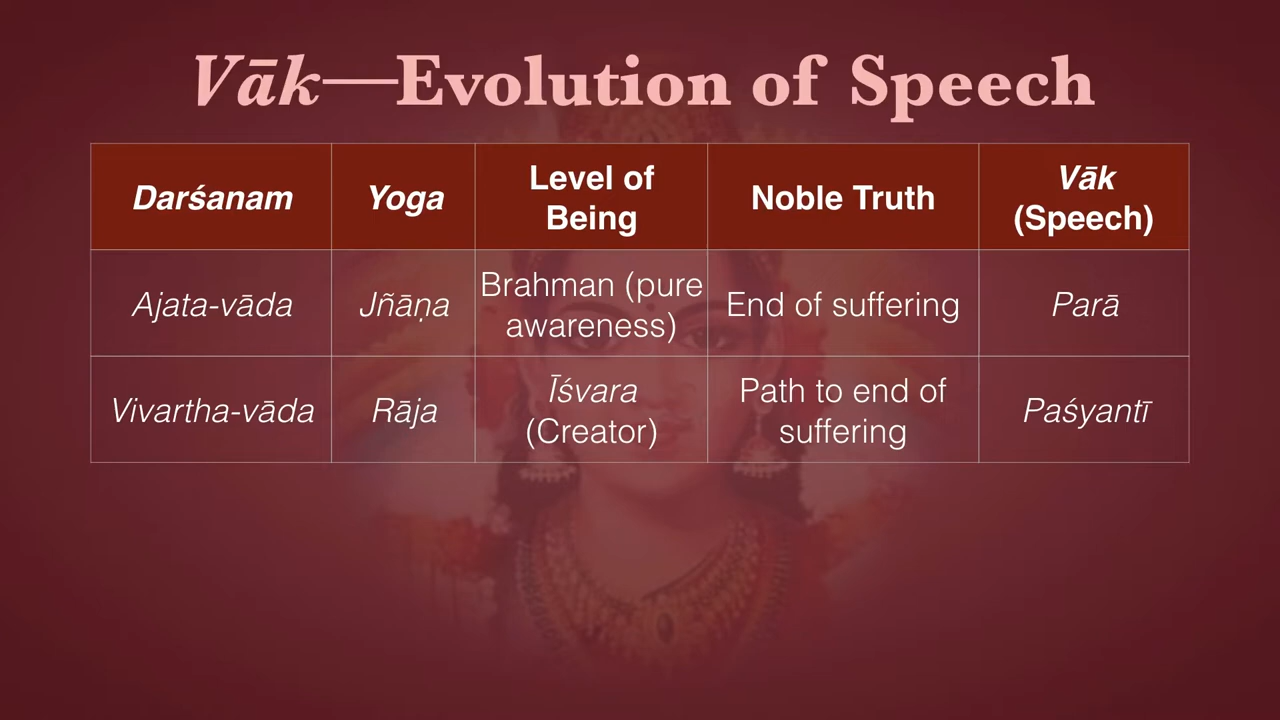 Vāk—Evolution of Speech
Darśanam
Yoga
Level of
Being
Noble Truth
Vāk
(Speech)
Ajata-vāda
Jñāṇa
Brahman (pure
awareness)
End of suffering
Parā
Vivartha-vāda
Rāja
Īśvara
(Creator)
Path to end of
suffering
Paśyantī